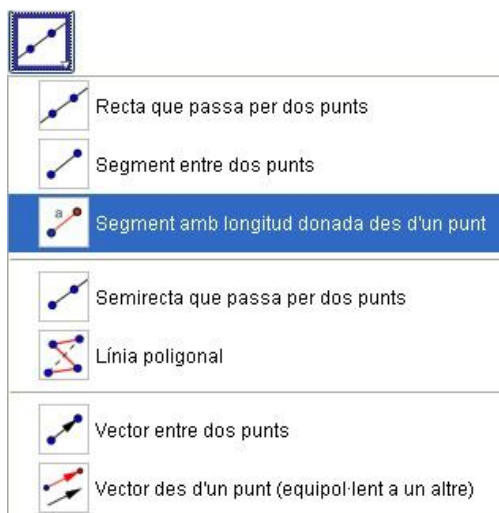 Recta que passa per dos punts
Segment entre dos punts
a
Segment amb longitud donada des d'un punt
Semirecta que passa per dos punts
Línia poligonal
Vector entre dos punts
Vector des d'un punt (equipol·lent a un altre)